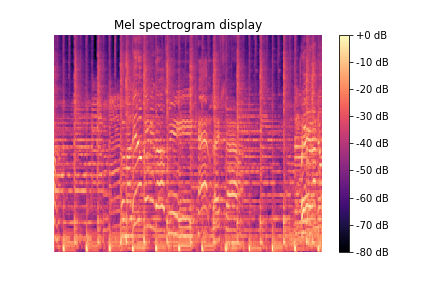 Mel spectrogram display
+0 dB
-10 dB
-20 dB
-30 dB
-40 dB
-50 dB
-60 dB
-70 dB
-80 dB